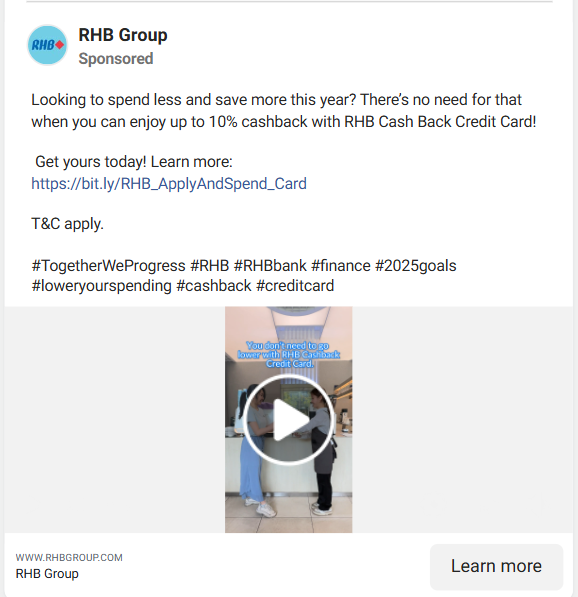 RHB
RHB Group
Sponsored
Looking to spend less and save more this year? There's no need for that
when you can enjoy up to 10% cashback with RHB Cash Back Credit Card!
Get yours today! Learn more:
https://bit.ly/RHB_ApplyAndSpend_Card
T&C apply.
#TogetherWeProgress #RHB #RHBbank #finance #2025goals
#loweryourspending #cashback #creditcard
You don't need to go
lower with RHB Cashback
Credit Card
WWW.RHBGROUP.COM
RHB Group
Learn more